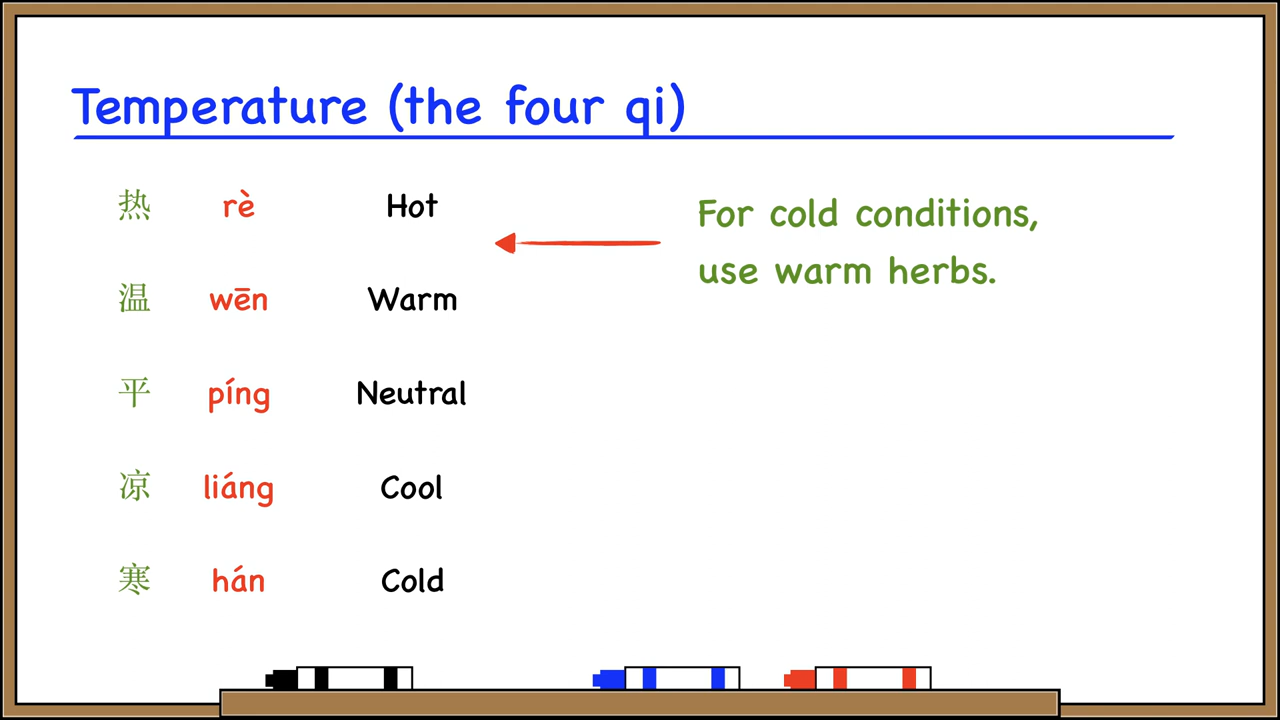 Temperature (the four qi)
热 rè Hot
温 wēn Warm
平 píng Neutral
凉 liáng Cool
寒 hán Cold
For cold conditions,
use warm herbs.